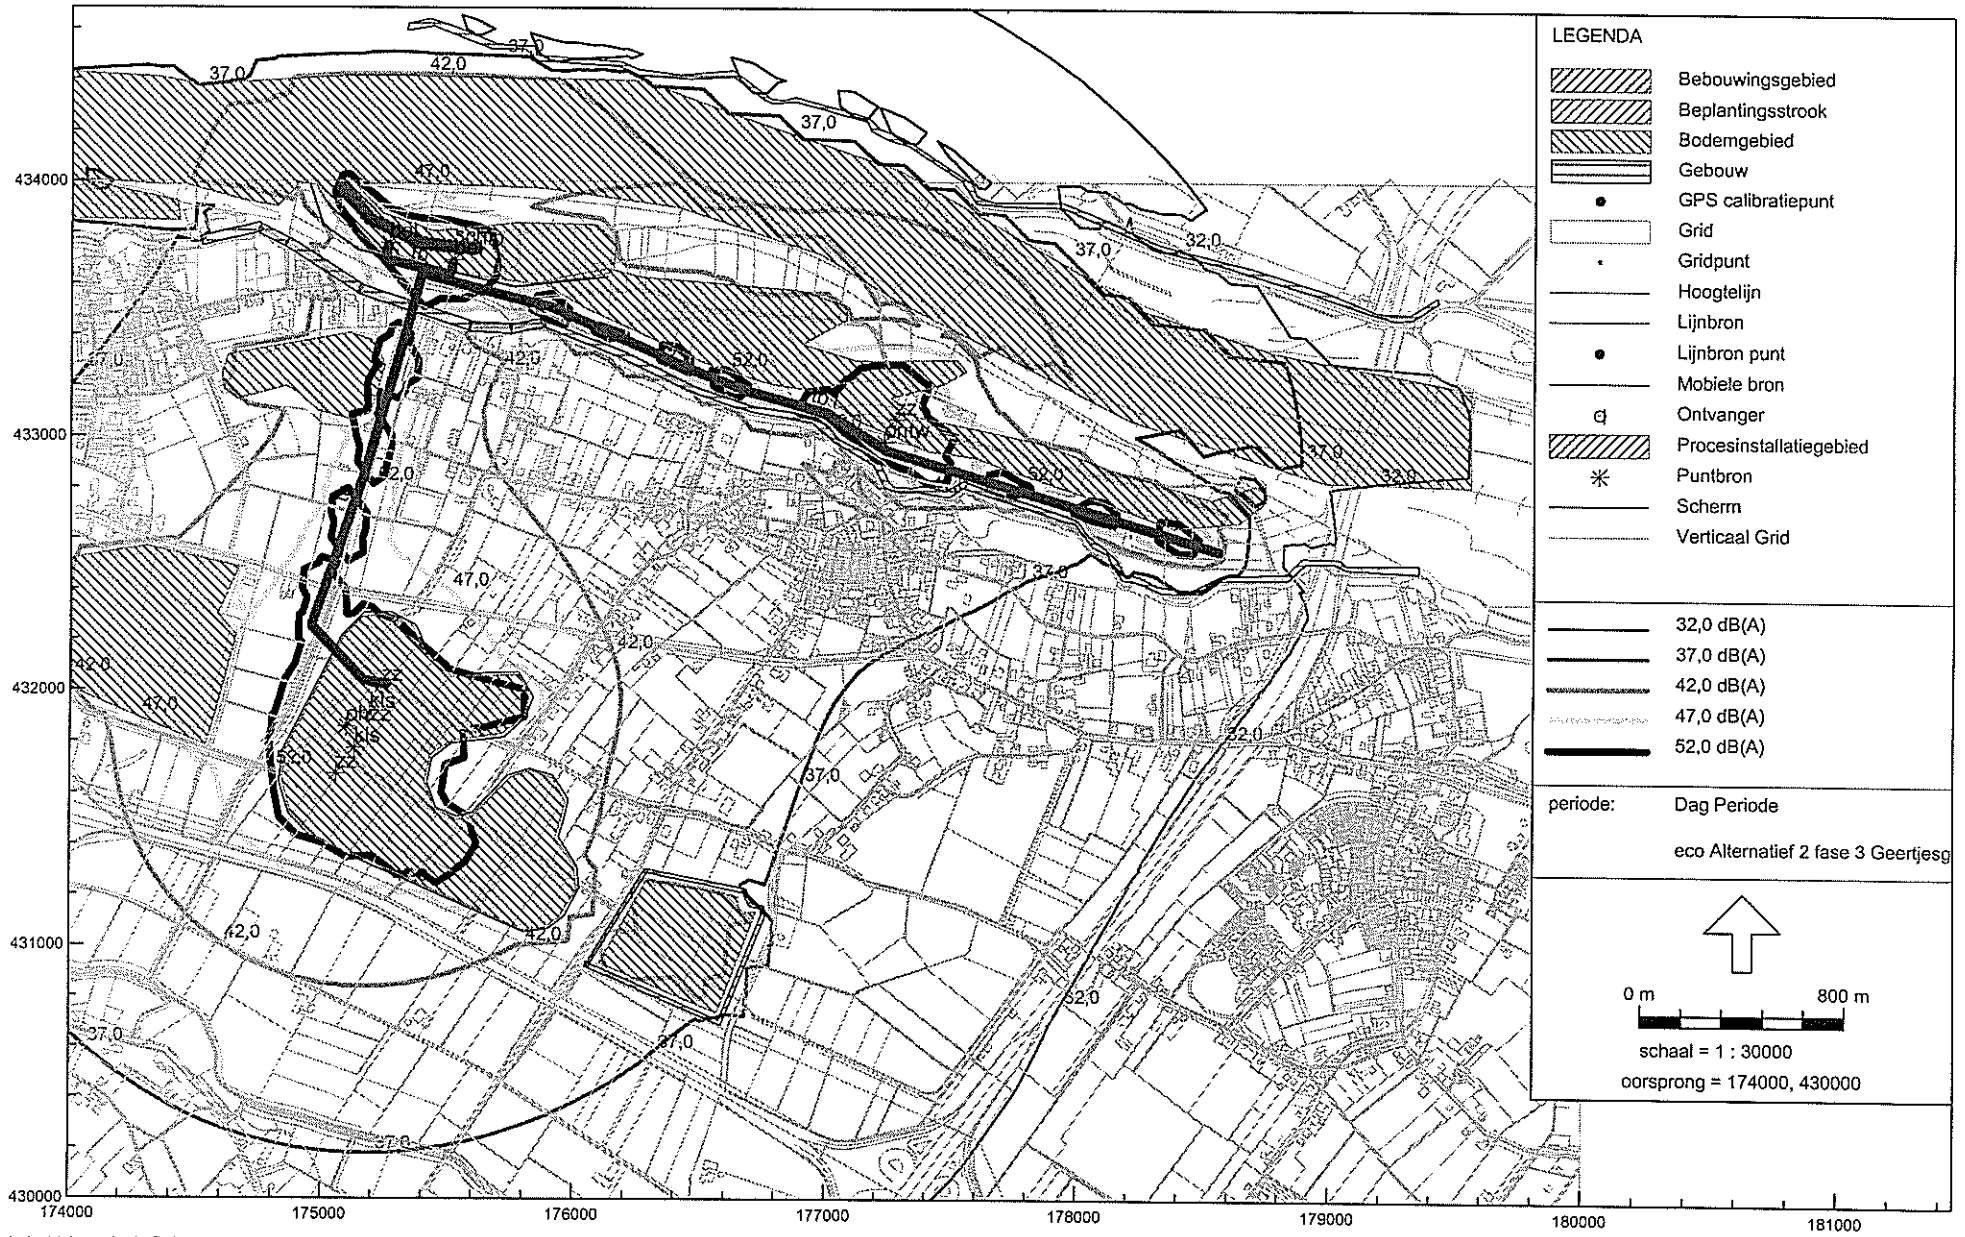 LEGENDA
Bebouwingsgebied
Beplantingsstrook
Bodemgebied
Gebouw
GPS calibratiepunt
Grid
Gridpunt
Hoogtelijn
Lijnbron
Lijnbron punt
Mobiele bron
Ontvanger
Procesinstallatiegebied
Puntbron
Scherm
Verticaal Grid
32,0 dB(A)
37,0 dB(A)
42,0 dB(A)
47,0 dB(A)
52,0 dB(A)
periode: Dag Periode
eco Alternatief 2 fase 3 Geertjesg
0 m 800 m
schaal = 1 : 30000
oorsprong = 174000, 430000
37,0
42,0
37,0
37,0
47,0
434000
32,0
37,0
42,0
52,0
zz
ontw
433000
37,0
52,0
32,0
37,0
47,0
42,0
42,0
432000
zz
kls
47,0
kls
zz
52,0
32,0
37,0
42,0
42,0
431000
52,0
37,0
37,0
37,0
430000
174000 175000 176000 177000 178000 179000 180000 181000